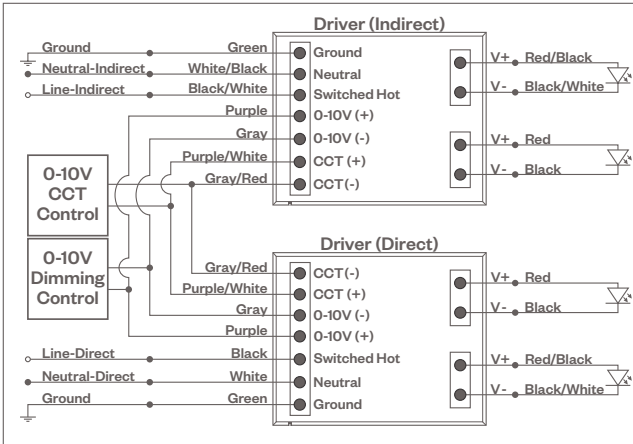 Driver (Indirect)
Ground Green Ground
Neutral-Indirect White/Black Neutral
Line-Indirect Black/White Switched Hot
Purple 0-10V (+)
Gray 0-10V (-)
Purple/White CCT (+)
Gray/Red CCT(-)
V+ Red/Black
V- Black/White
V+ Red
V- Black
0-10V
CCT
Control
0-10V
Dimming
Control
Driver (Direct)
Gray/Red CCT(-)
Purple/White CCT (+)
Gray 0-10V (-)
Purple 0-10V (+)
Line-Direct Black Switched Hot
Neutral-Direct White Neutral
Ground Green Ground
V+ Red
V- Black
V+ Red/Black
V- Black/White